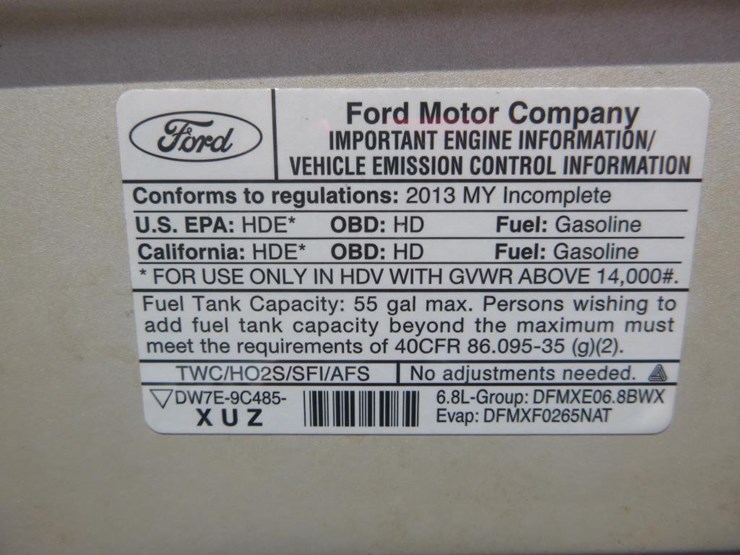 Ford
Ford Motor Company
IMPORTANT ENGINE INFORMATION/
VEHICLE EMISSION CONTROL INFORMATION
Conforms to regulations: 2013 MY Incomplete
U.S. EPA: HDE* OBD: HD Fuel: Gasoline
California: HDE* OBD: HD Fuel: Gasoline
* FOR USE ONLY IN HDV WITH GVWR ABOVE 14,000#.
Fuel Tank Capacity: 55 gal max. Persons wishing to
add fuel tank capacity beyond the maximum must
meet the requirements of 40CFR 86.095-35 (g)(2).
TWC/HO2S/SFI/AFS No adjustments needed.
DW7E-9C485- 6.8L-Group: DFMXE06.8BWX
XUZ Evap: DFMXF0265NAT